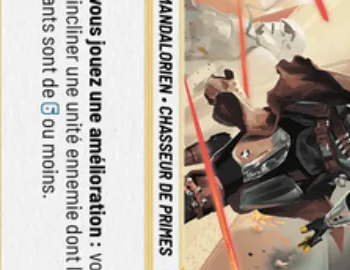 MANDALORIEN • CHASSEUR DE PRIMES
vous jouez une amélioration : vo
incliner une unité ennemie dont l
ants sont de 6 ou moins.